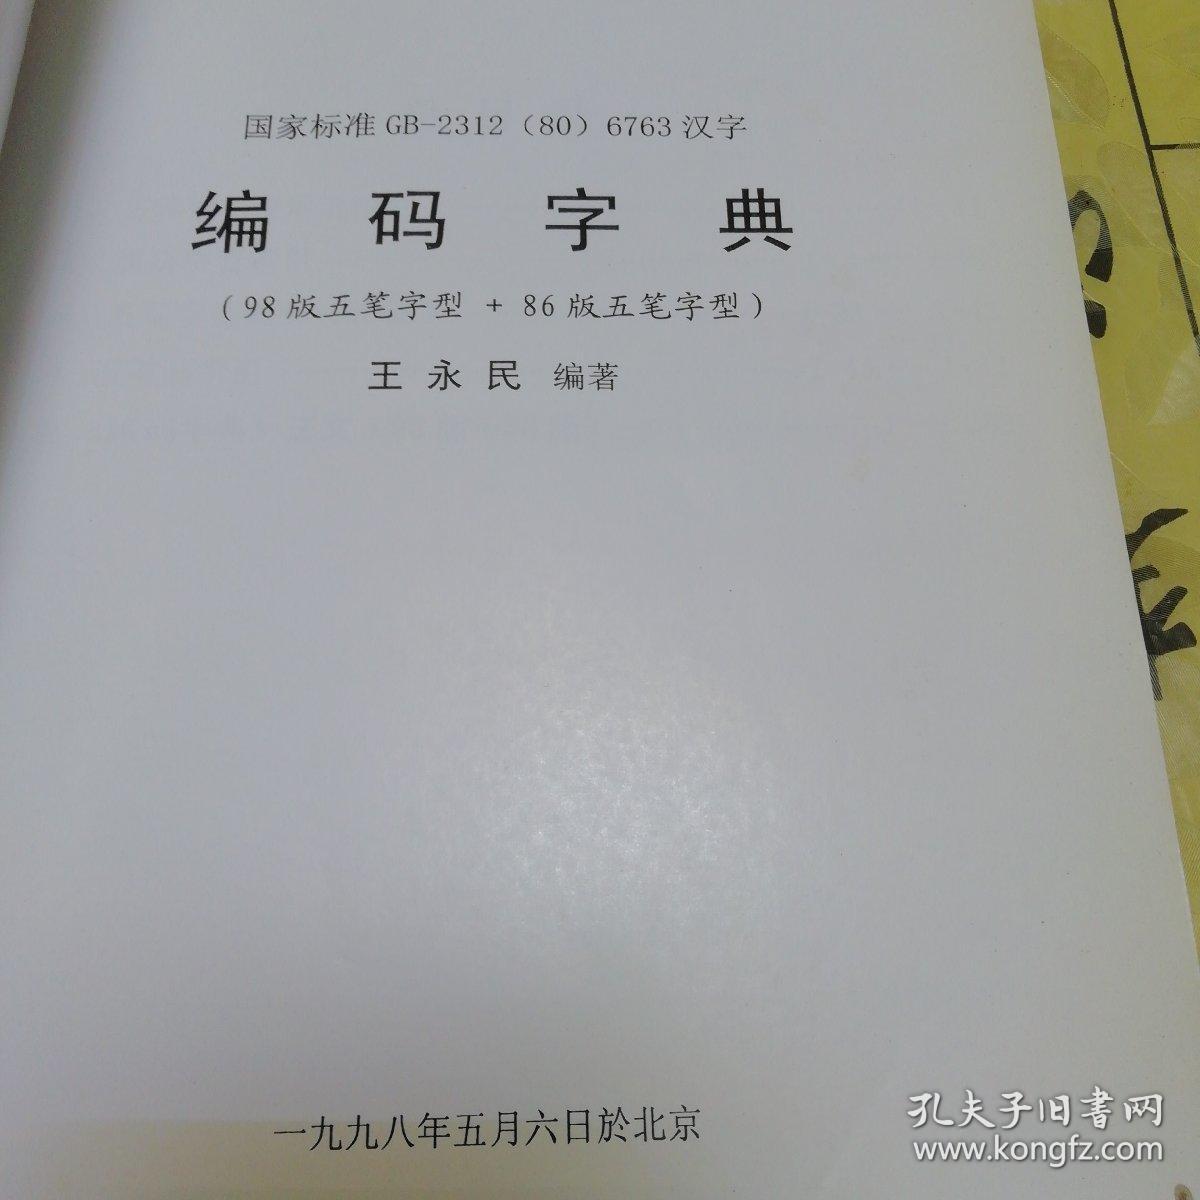 国家标准 GB-2312（80）6763 汉字
编 码 字 典
（98 版五笔字型 + 86 版五笔字型）
王 永 民 编著
一九九八年五月六日於北京
孔夫子旧書网
www.kongfz.com